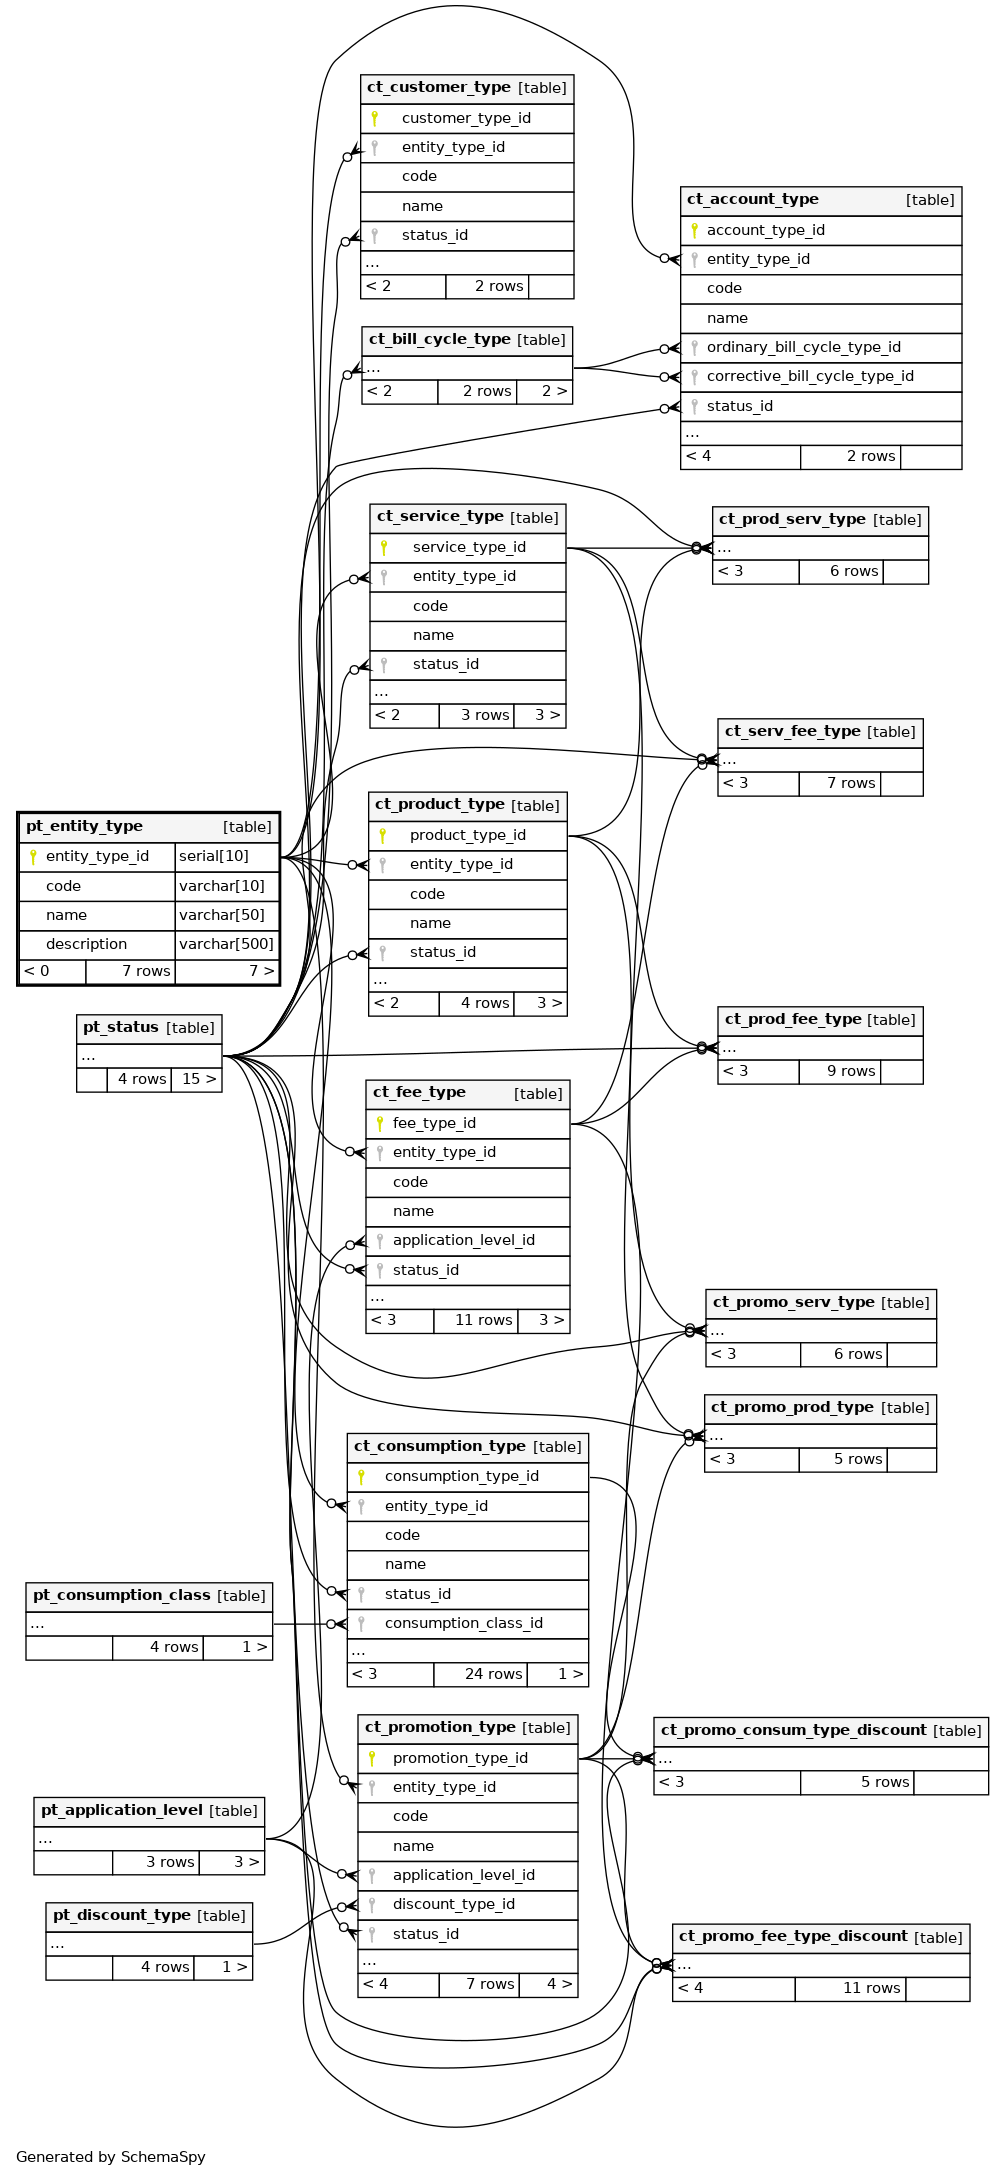 ct_customer_type [table]
customer_type_id
entity_type_id
code
name
status_id
...
< 2 2 rows
ct_account_type [table]
account_type_id
entity_type_id
code
name
ordinary_bill_cycle_type_id
corrective_bill_cycle_type_id
status_id
...
< 4 2 rows
ct_bill_cycle_type [table]
...
< 2 2 rows 2 >
ct_service_type [table]
service_type_id
entity_type_id
code
name
status_id
...
< 2 3 rows 3 >
ct_prod_serv_type [table]
...
< 3 6 rows
ct_serv_fee_type [table]
...
< 3 7 rows
ct_product_type [table]
product_type_id
entity_type_id
code
name
status_id
...
< 2 4 rows 3 >
pt_entity_type [table]
entity_type_id serial[10]
code varchar[10]
name varchar[50]
description varchar[500]
< 0 7 rows 7 >
pt_status [table]
...
4 rows 15 >
ct_prod_fee_type [table]
...
< 3 9 rows
ct_fee_type [table]
fee_type_id
entity_type_id
code
name
application_level_id
status_id
...
< 3 11 rows 3 >
ct_promo_serv_type [table]
...
< 3 6 rows
ct_promo_prod_type [table]
...
< 3 5 rows
ct_consumption_type [table]
consumption_type_id
entity_type_id
code
name
status_id
consumption_class_id
...
< 3 24 rows 1 >
pt_consumption_class [table]
...
4 rows 1 >
ct_promotion_type [table]
promotion_type_id
entity_type_id
code
name
application_level_id
discount_type_id
status_id
...
< 4 7 rows 4 >
ct_promo_consum_type_discount [table]
...
< 3 5 rows
pt_application_level [table]
...
3 rows 3 >
pt_discount_type [table]
...
4 rows 1 >
ct_promo_fee_type_discount [table]
...
< 4 11 rows
Generated by SchemaSpy